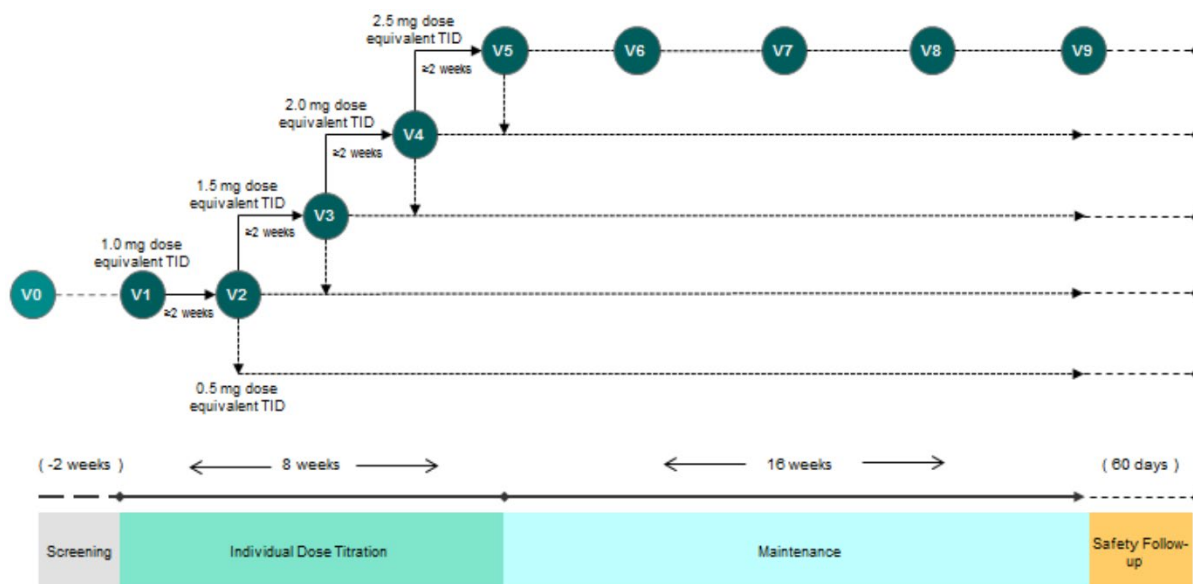 2.5 mg dose
equivalent TID
V5
V6
V7
V8
V9
≥2 weeks
2.0 mg dose
equivalent TID
V4
≥2 weeks
1.5 mg dose
equivalent TID
V3
≥2 weeks
1.0 mg dose
equivalent TID
V0
V1
V2
≥2 weeks
0.5 mg dose
equivalent TID
( -2 weeks )
8 weeks
16 weeks
( 60 days )
Screening
Individual Dose Titration
Maintenance
Safety Follow-
up